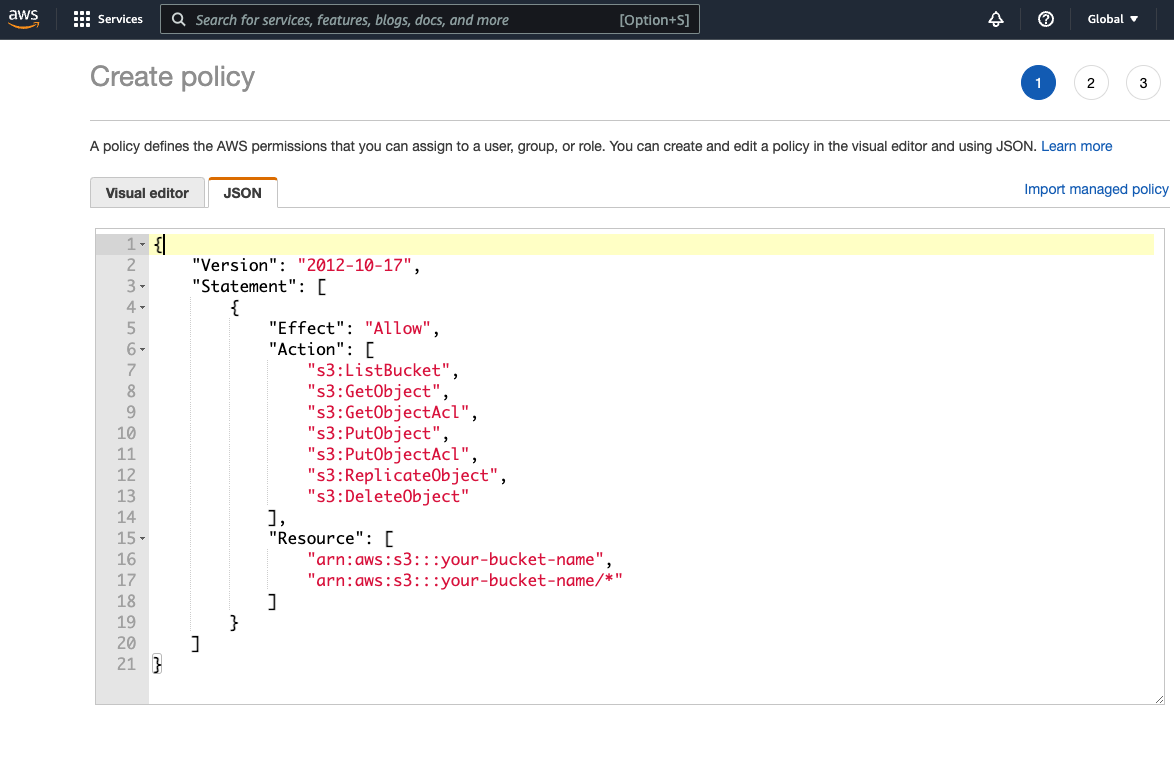 aws Services Search for services, features, blogs, docs, and more [Option+S] Global
Create policy 1 2 3
A policy defines the AWS permissions that you can assign to a user, group, or role. You can create and edit a policy in the visual editor and using JSON. Learn more
Visual editor JSON Import managed policy
1 {
2 "Version": "2012-10-17",
3 "Statement": [
4 {
5 "Effect": "Allow",
6 "Action": [
7 "s3:ListBucket",
8 "s3:GetObject",
9 "s3:GetObjectAcl",
10 "s3:PutObject",
11 "s3:PutObjectAcl",
12 "s3:ReplicateObject",
13 "s3:DeleteObject"
14 ],
15 "Resource": [
16 "arn:aws:s3:::your-bucket-name",
17 "arn:aws:s3:::your-bucket-name/*"
18 ]
19 }
20 ]
21 }